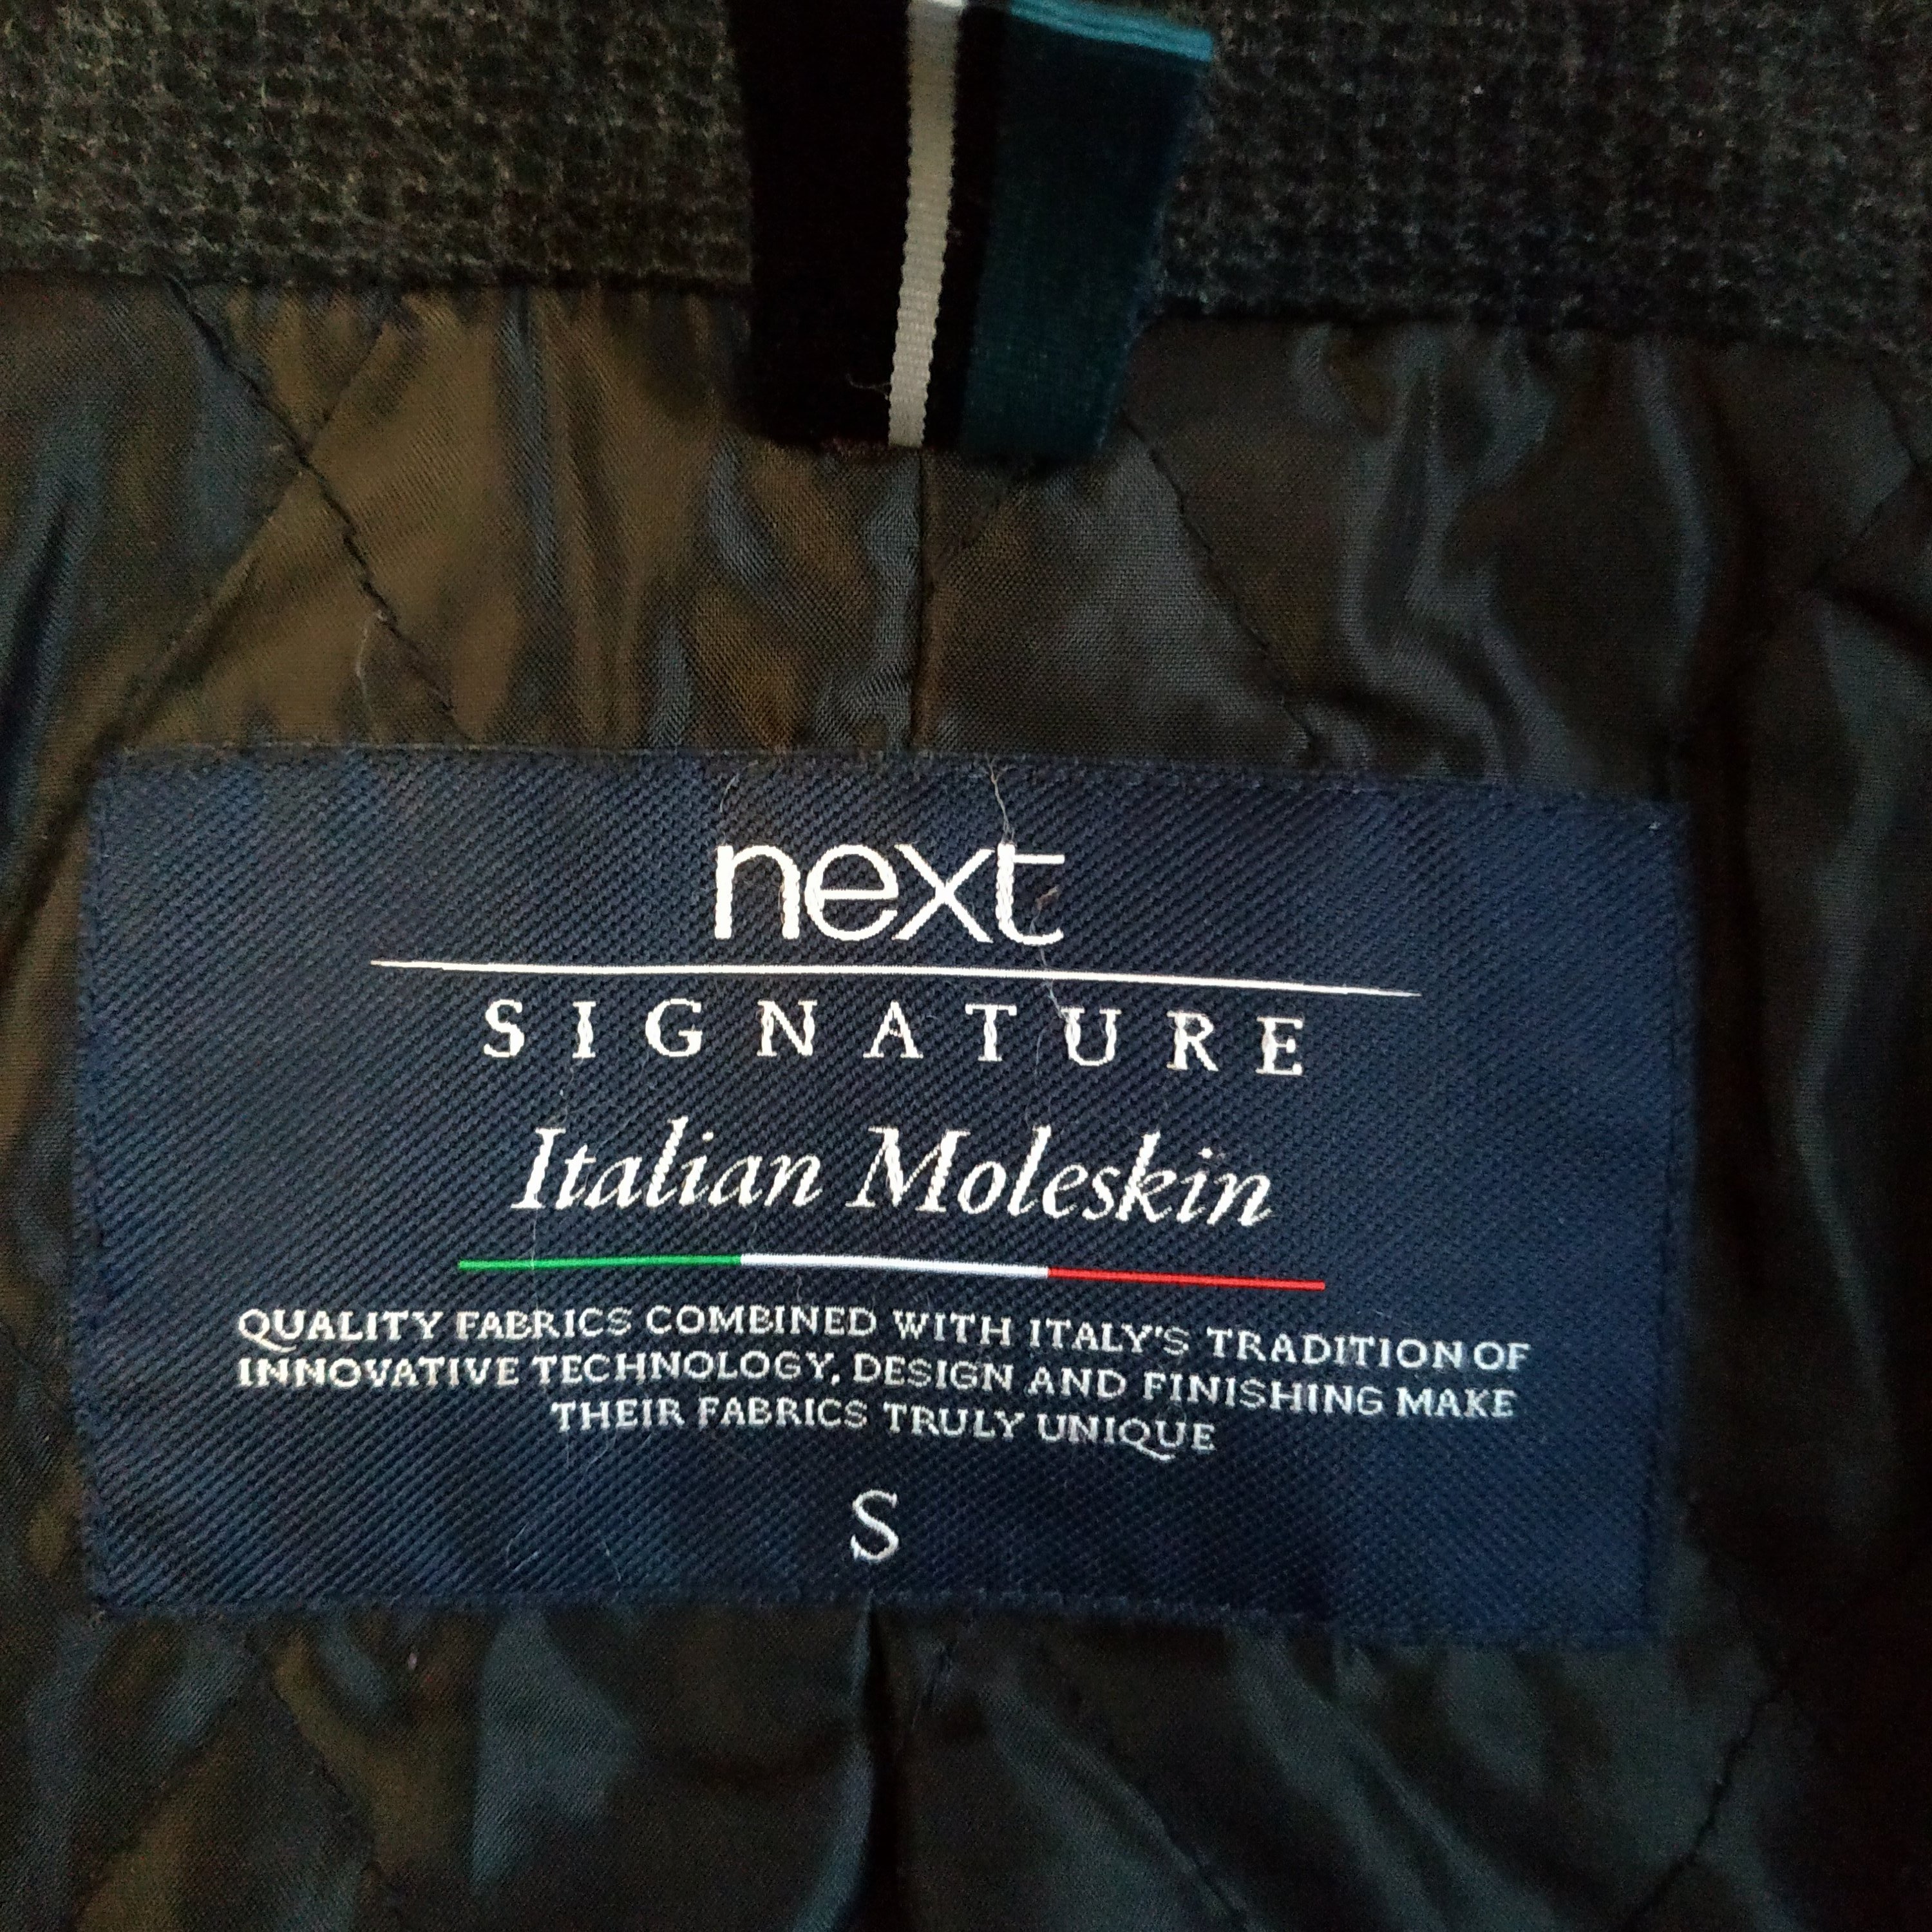 next
SIGNATURE
Italian Moleskin
QUALITY FABRICS COMBINED WITH ITALY'S TRADITION OF
INNOVATIVE TECHNOLOGY, DESIGN AND FINISHING MAKE
THEIR FABRICS TRULY UNIQUE
S